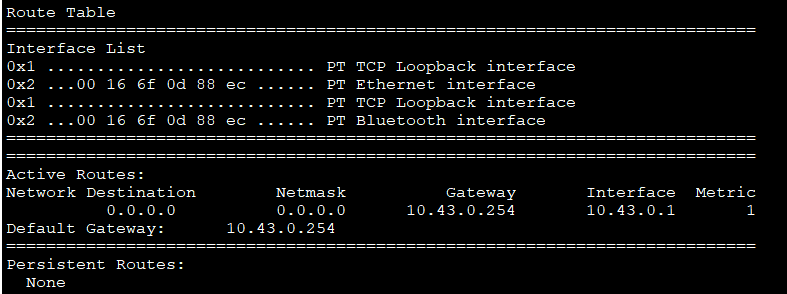 Route Table
===========================================================================
Interface List
0x1 ........................... PT TCP Loopback interface
0x2 ...00 16 6f 0d 88 ec ...... PT Ethernet interface
0x1 ........................... PT TCP Loopback interface
0x2 ...00 16 6f 0d 88 ec ...... PT Bluetooth interface
===========================================================================
===========================================================================
Active Routes:
Network Destination        Netmask          Gateway       Interface  Metric
          0.0.0.0          0.0.0.0      10.43.0.254       10.43.0.1       1
Default Gateway:      10.43.0.254
===========================================================================
Persistent Routes:
  None